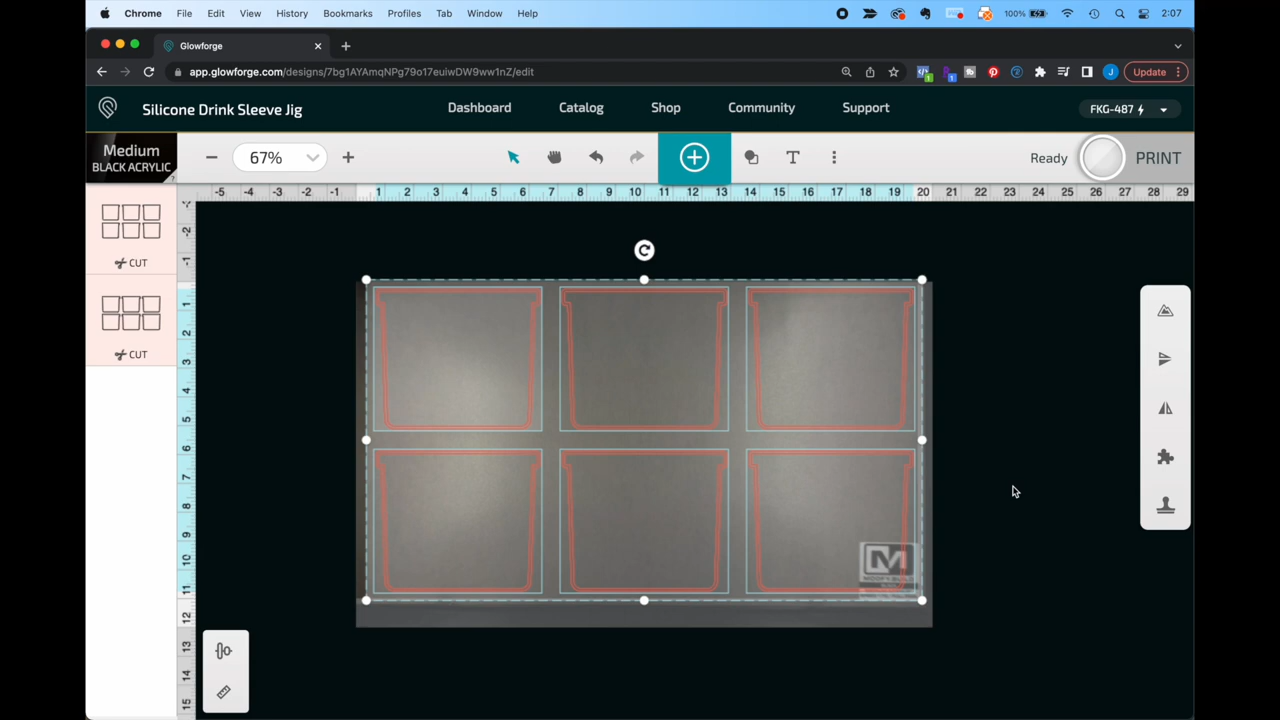 Chrome File Edit View History Bookmarks Profiles Tab Window Help 100% 2:07
Glowforge
app.glowforge.com/designs/7bg1AYAmqNPg79o17euiwDW9ww1nZ/edit 1 1 J Update
Silicone Drink Sleeve Jig Dashboard Catalog Shop Community Support FKG-487
Medium
BLACK ACRYLIC
67% Ready PRINT
-5 -4 -3 -2 -1 1 2 3 4 5 6 7 8 9 10 11 12 13 14 15 16 17 18 19 20 21 22 23 24 25 26 27 28 29
-2
-1
CUT
1
2
CUT
3
4
5
6
7
8
9
10
M
11
12
13
14
15